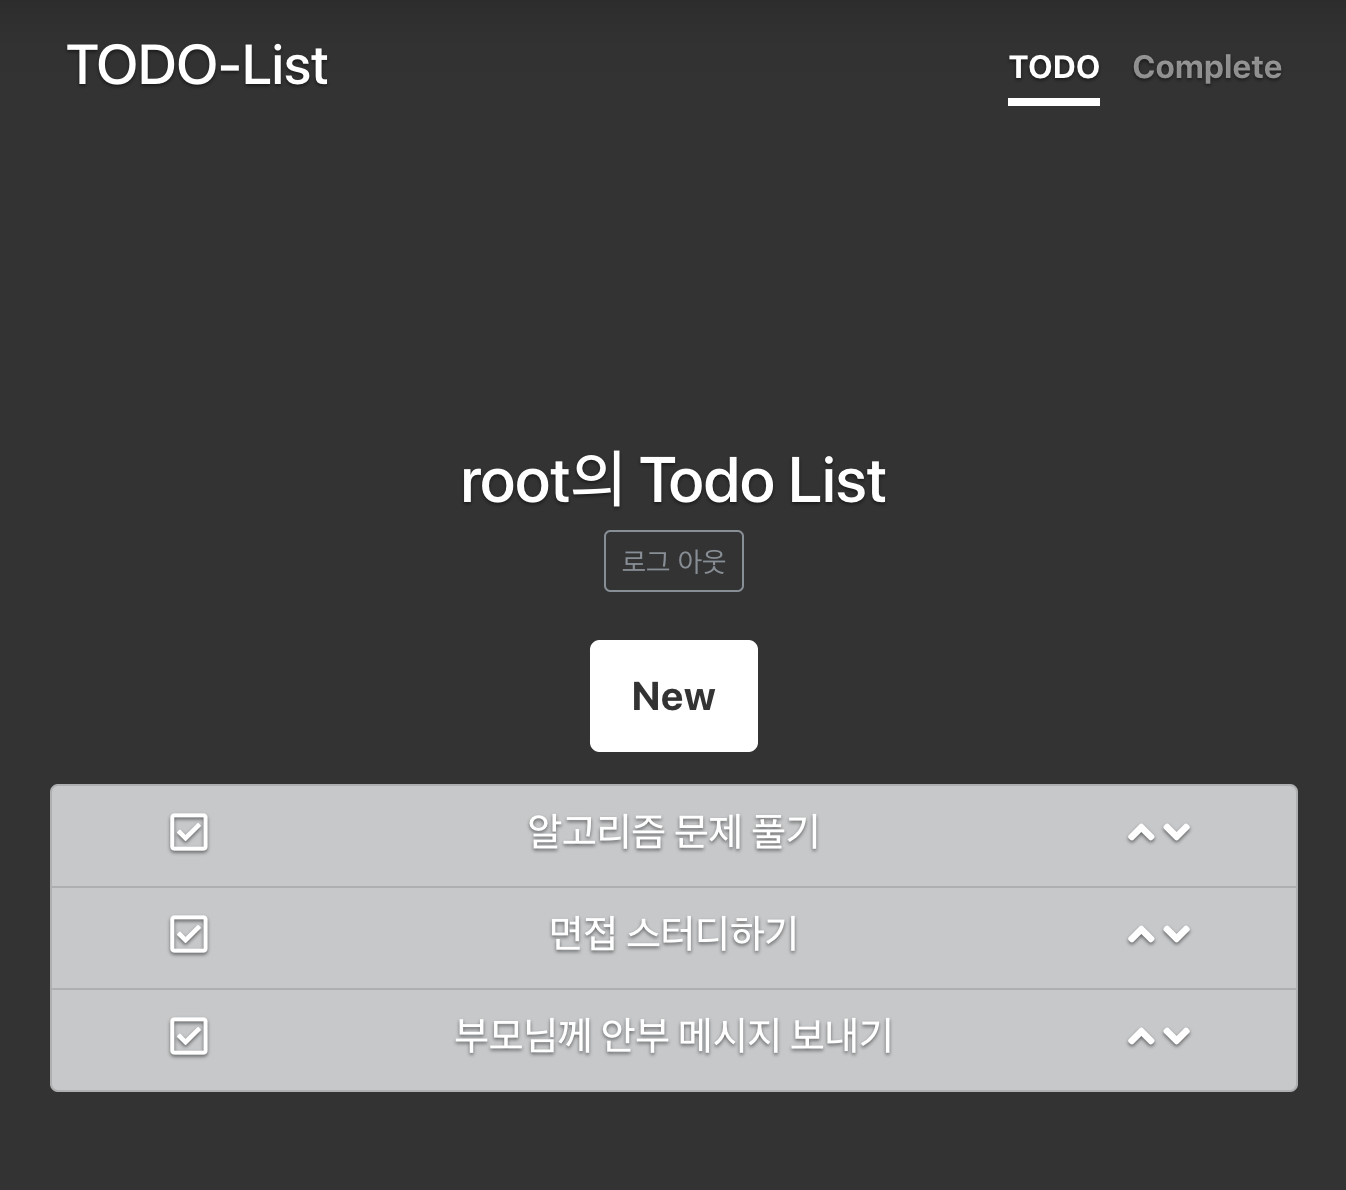 TODO-List
TODO Complete
root의 Todo List
로그 아웃
New
알고리즘 문제 풀기
면접 스터디하기
부모님께 안부 메시지 보내기